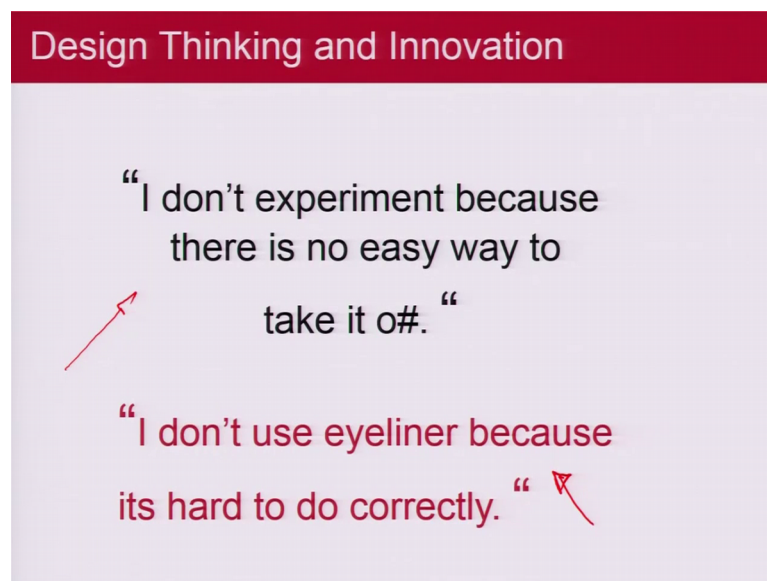 Design Thinking and Innovation
“I don’t experiment because
there is no easy way to
take it o#. “
“I don’t use eyeliner because
its hard to do correctly. “